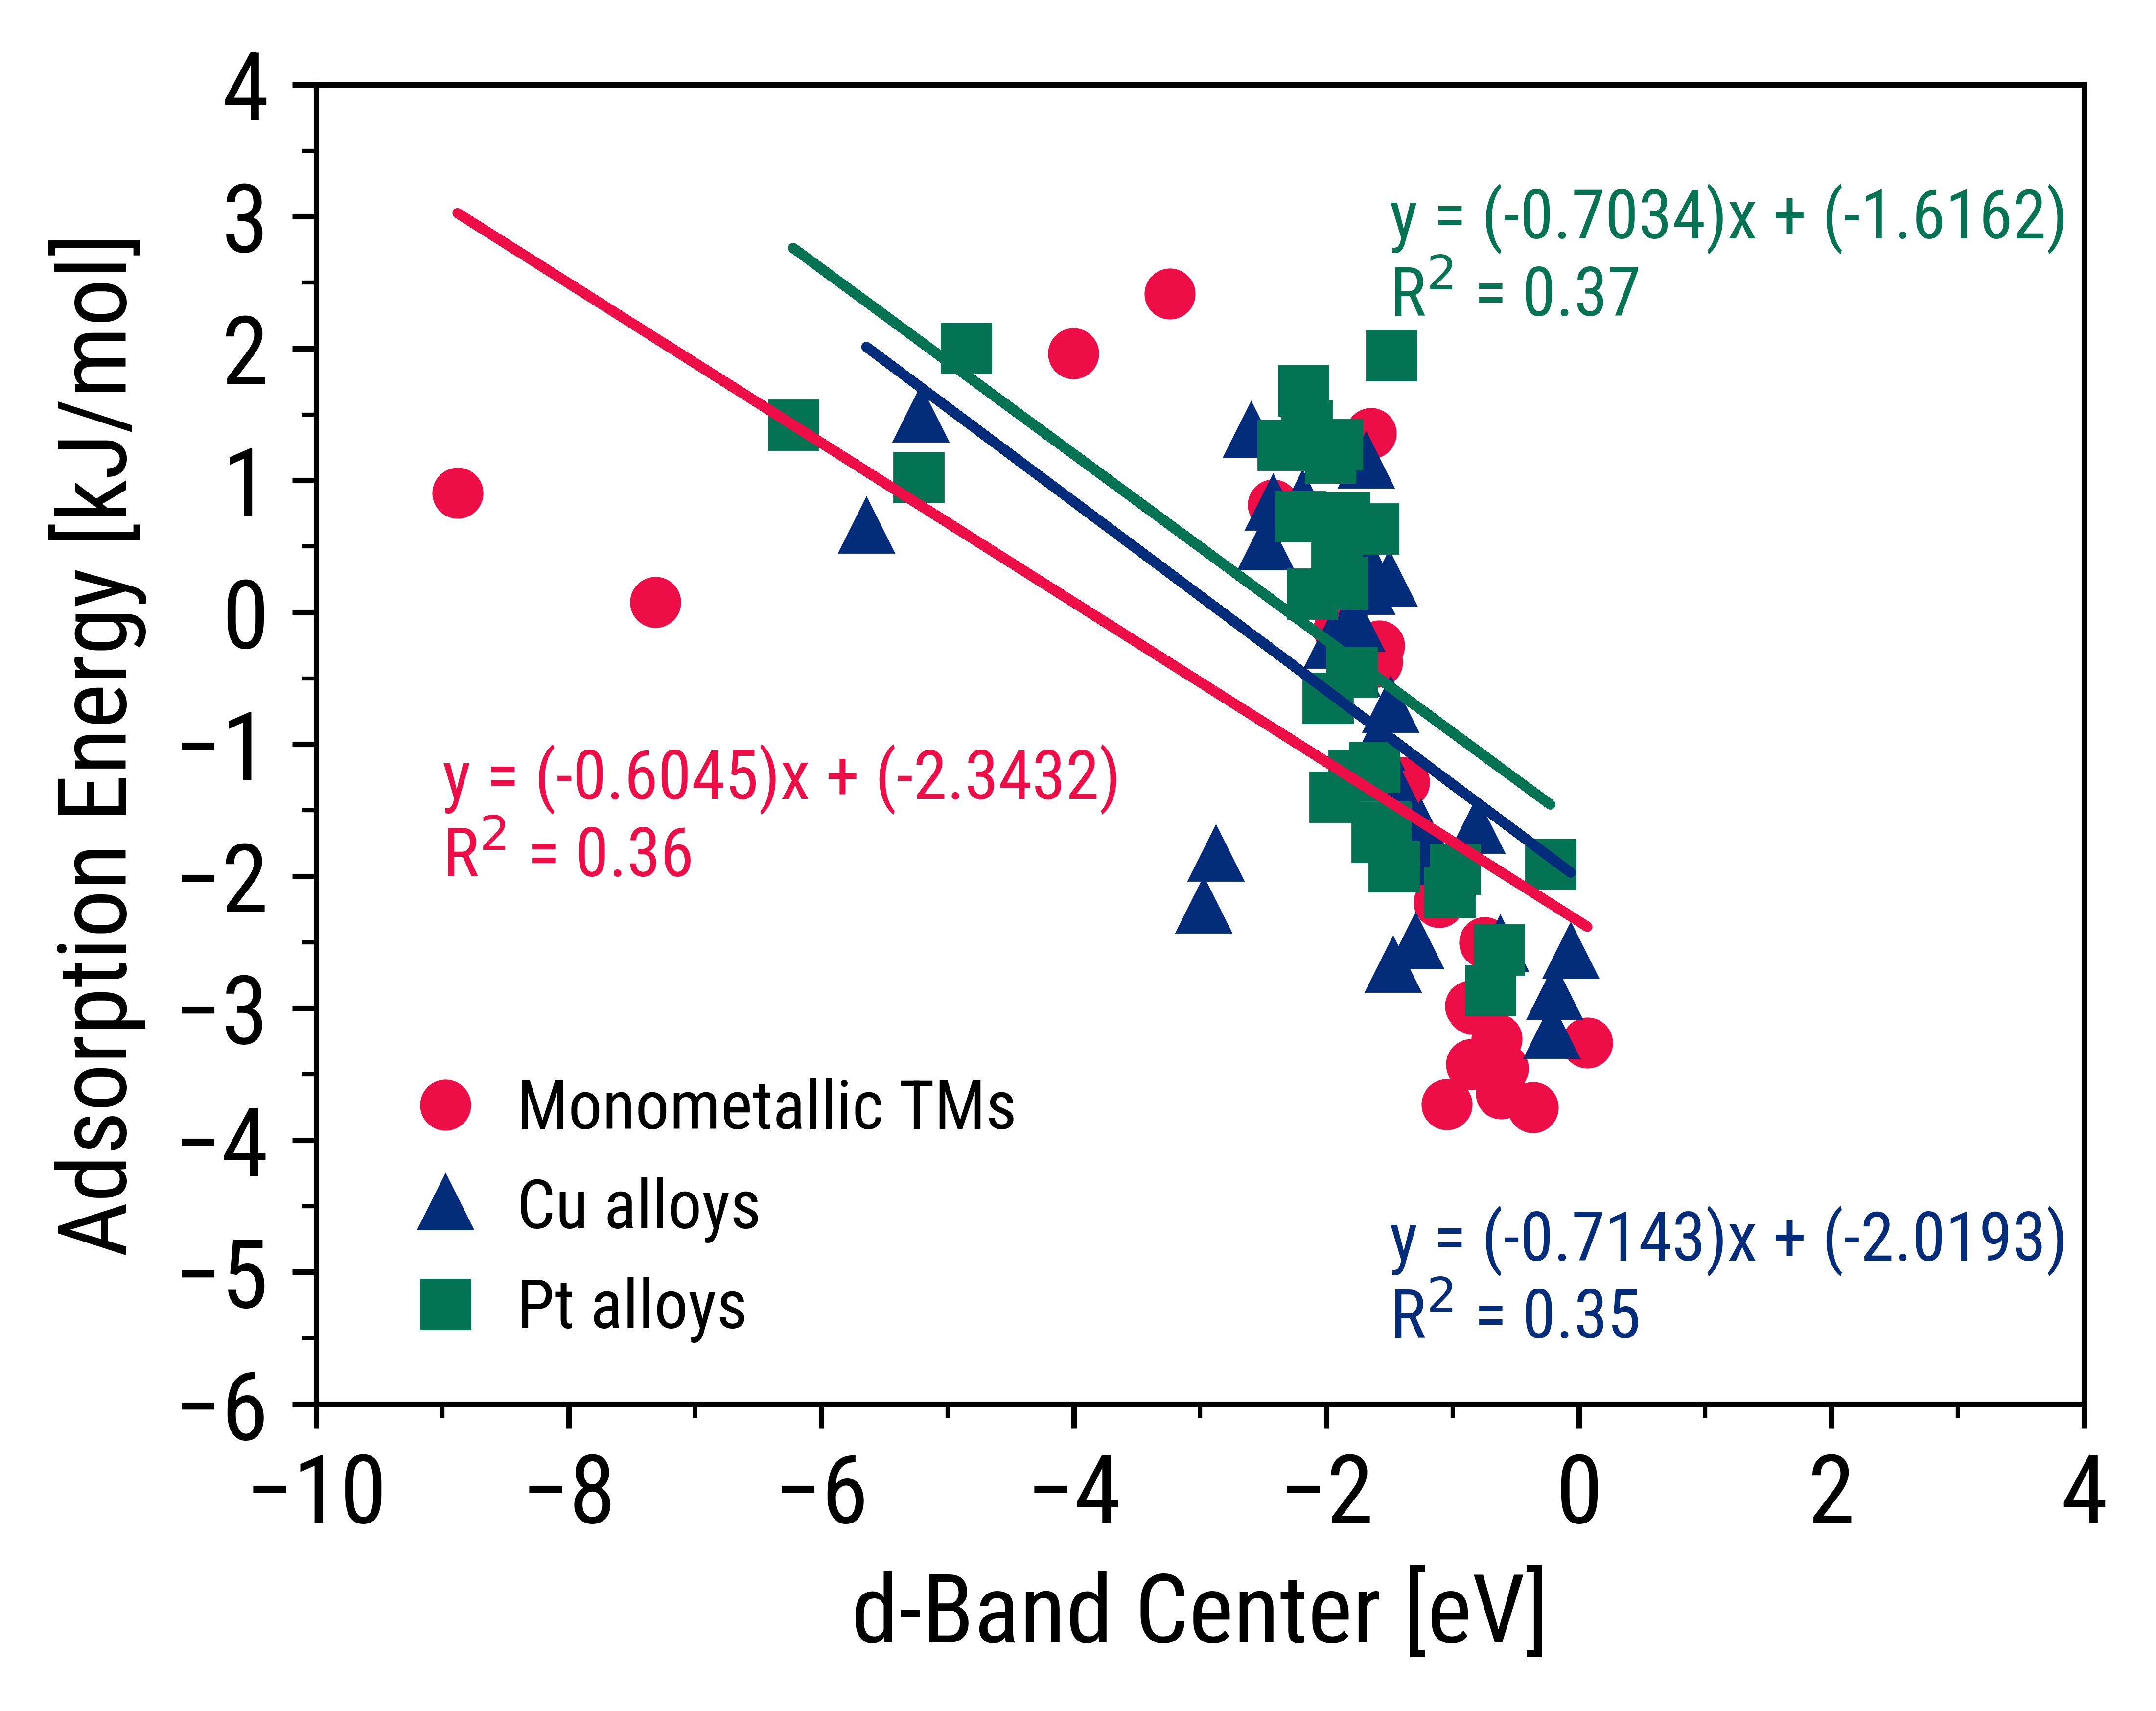 4
3
2
1
0
−1
−2
−3
−4
−5
−6
Adsorption Energy [kJ/mol]
y = (-0.7034)x + (-1.6162)
R² = 0.37
y = (-0.6045)x + (-2.3432)
R² = 0.36
Monometallic TMs
Cu alloys
Pt alloys
y = (-0.7143)x + (-2.0193)
R² = 0.35
−10 −8 −6 −4 −2 0 2 4
d-Band Center [eV]